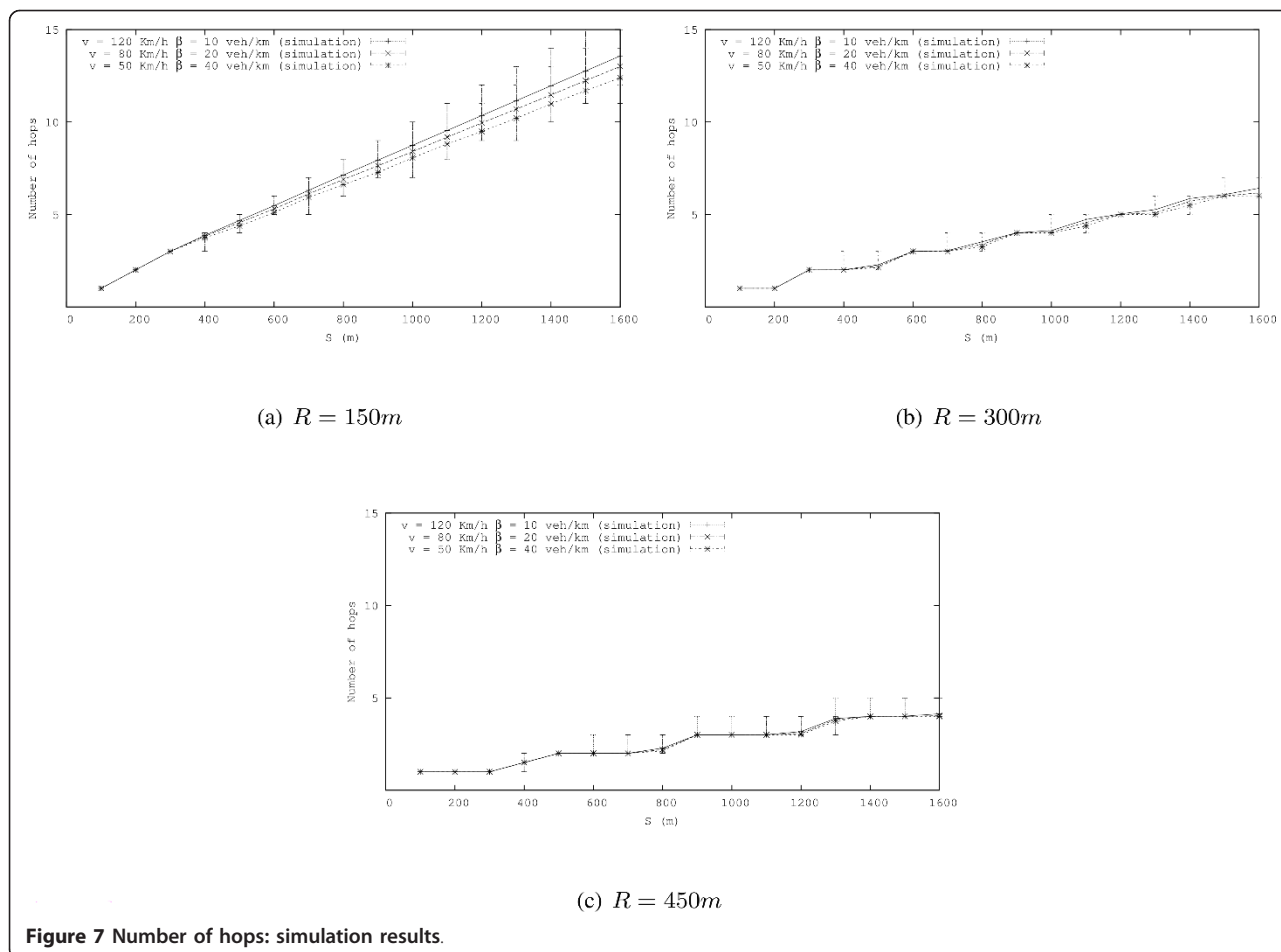 15
v = 120 Km/h β = 10 veh/km (simulation)
v = 80 Km/h β = 20 veh/km (simulation)
v = 50 Km/h β = 40 veh/km (simulation)
10
5
Number of hops
0 200 400 600 800 1000 1200 1400 1600
S (m)
(a) R = 150m
15
v = 120 Km/h β = 10 veh/km (simulation)
v = 80 Km/h β = 20 veh/km (simulation)
v = 50 Km/h β = 40 veh/km (simulation)
10
5
Number of hops
0 200 400 600 800 1000 1200 1400 1600
S (m)
(b) R = 300m
15
v = 120 Km/h β = 10 veh/km (simulation)
v = 80 Km/h β = 20 veh/km (simulation)
v = 50 Km/h β = 40 veh/km (simulation)
10
5
Number of hops
0 200 400 600 800 1000 1200 1400 1600
S (m)
(c) R = 450m
Figure 7 Number of hops: simulation results.